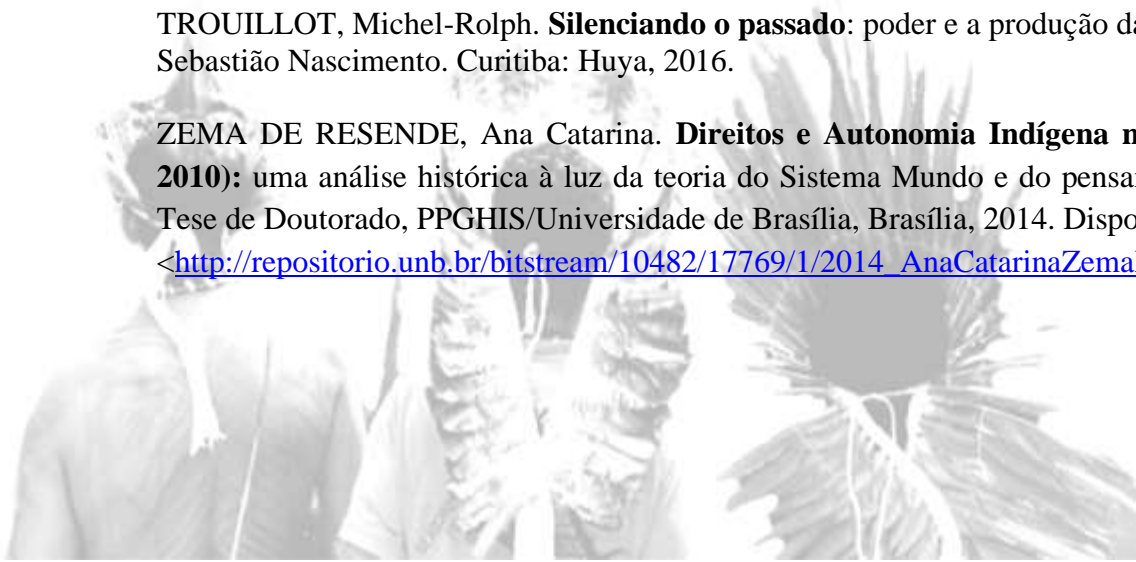 TROUILLOT, Michel-Rolph. Silenciando o passado: poder e a produção da
Sebastião Nascimento. Curitiba: Huya, 2016.
ZEMA DE RESENDE, Ana Catarina. Direitos e Autonomia Indígena n
2010): uma análise histórica à luz da teoria do Sistema Mundo e do pensa
Tese de Doutorado, PPGHIS/Universidade de Brasília, Brasília, 2014. Dispo
<http://repositorio.unb.br/bitstream/10482/17769/1/2014_AnaCatarinaZema